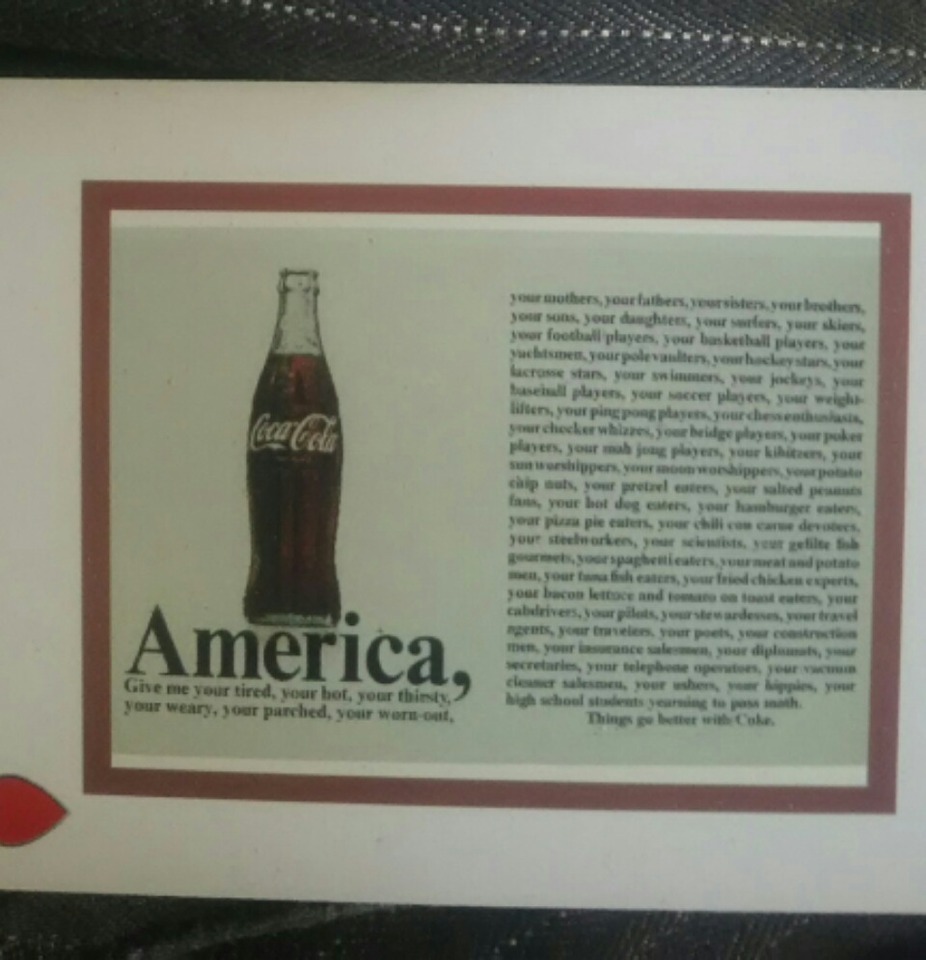 Coca-Cola
America,
Give me your tired, your hot, your thirsty,
your weary, your parched, your worn-out,
your mothers, your fathers, your sisters, your brothers,
your sons, your daughters, your surfers, your skiers,
your football players, your basketball players, your
yachtsmen, your pole vaulters, your hockey stars, your
lacrosse stars, your swimmers, your jockeys, your
baseball players, your soccer players, your weight-
lifters, your ping pong players, your chess enthusiasts,
your checker whizzes, your bridge players, your poker
players, your mah jong players, your kibitzers, your
sun worshippers, your moon worshippers, your potato
chip nuts, your pretzel eaters, your salted peanuts
fans, your hot dog eaters, your hamburger eaters,
your pizza pie eaters, your chili con carne devotees,
your steelworkers, your scientists, your gefilte fish
gourmets, your spaghetti eaters, your meat and potato
men, your tuna fish eaters, your fried chicken experts,
your bacon lettuce and tomato on toast eaters, your
cabdrivers, your pilots, your stewardesses, your travel
agents, your travelers, your poets, your construction
men, your insurance salesmen, your diplomats, your
secretaries, your telephone operators, your vacuum
cleaner salesmen, your ushers, your hippies, your
high school students yearning to pass math.
Things go better with Coke.